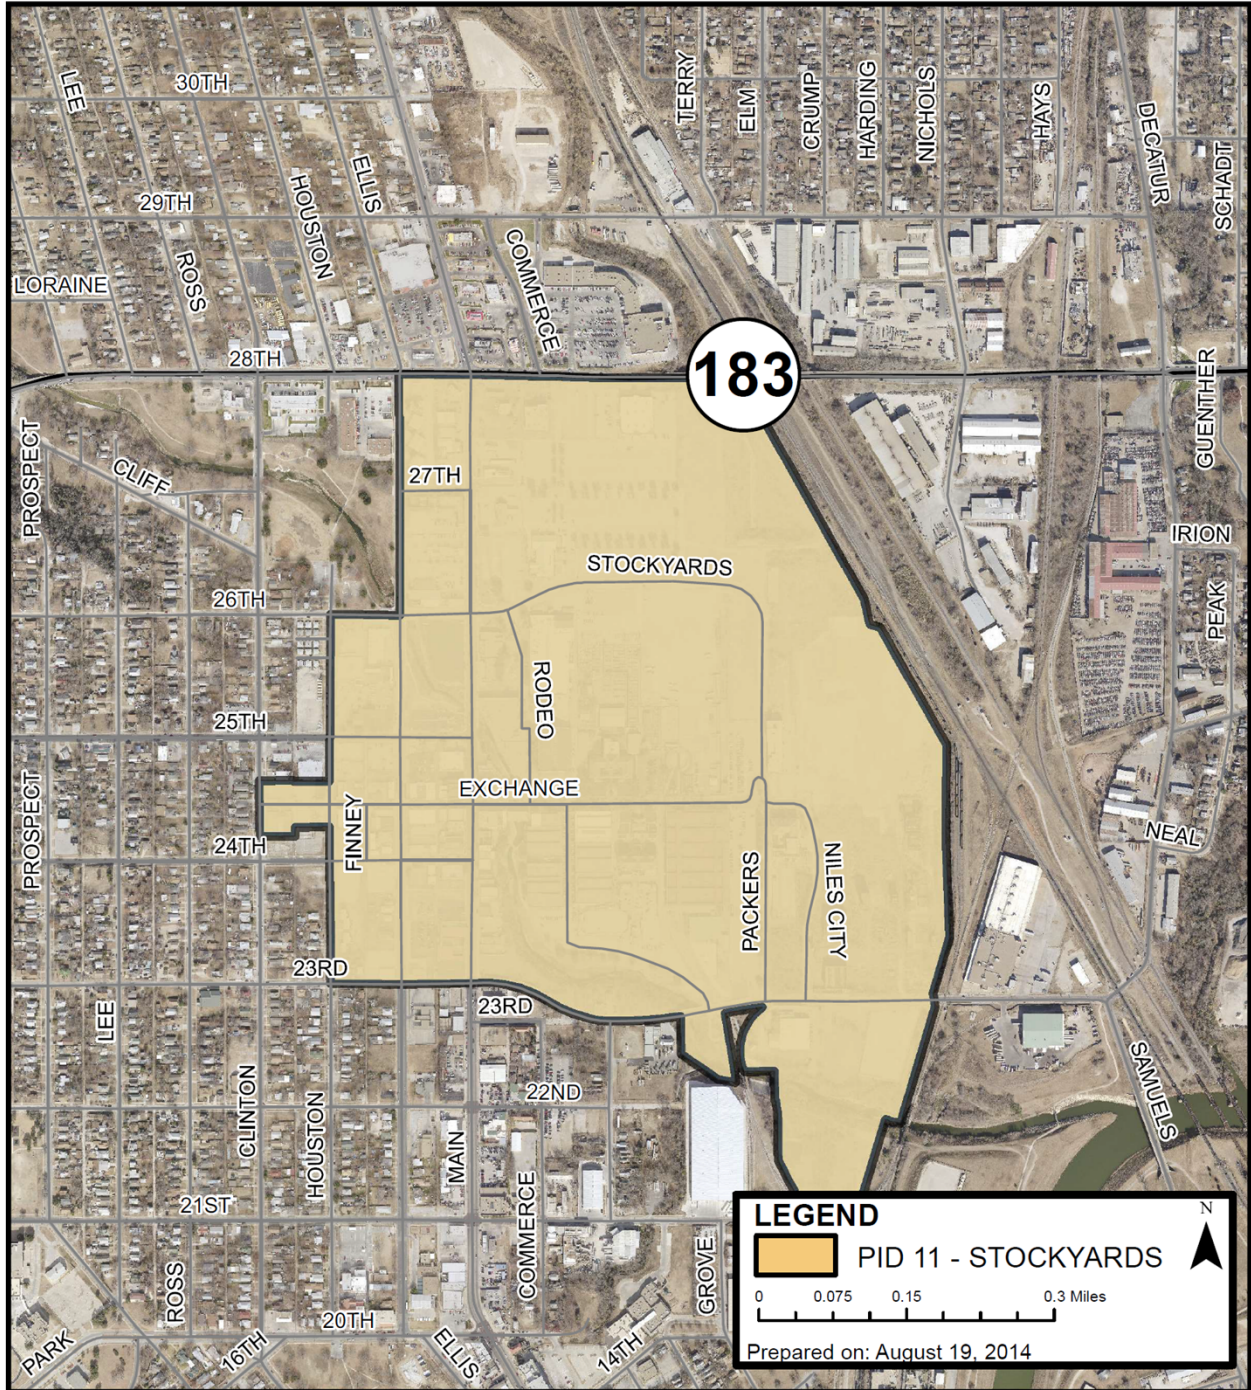 30TH
LEE
TERRY
ELM
CRUMP
HARDING
NICHOLS
HAYS
DECATUR
SCHADT
ELLIS
HOUSTON
29TH
ROSS
COMMERCE
LORAINE
28TH
183
GUENTHER
PROSPECT
CLIFF
27TH
IRION
STOCKYARDS
PEAK
26TH
RODEO
25TH
EXCHANGE
PROSPECT
FINNEY
24TH
NEAL
PACKERS
NILES CITY
23RD
23RD
LEE
SAMUELS
CLINTON
HOUSTON
22ND
MAIN
COMMERCE
21ST
GROVE
ROSS
20TH
PARK
16TH
ELLIS
14TH
LEGEND
N
PID 11 - STOCKYARDS
0 0.075 0.15 0.3 Miles
Prepared on: August 19, 2014